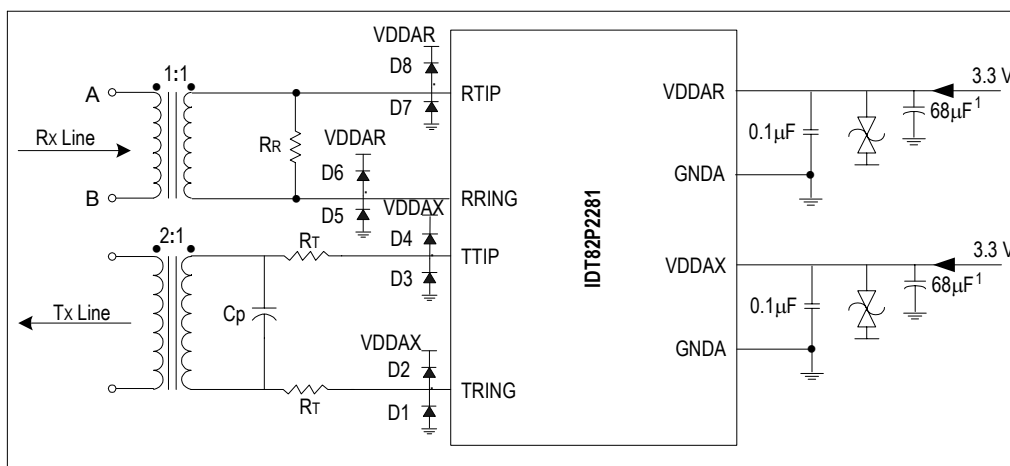 VDDAR
D8
1:1
A
RTIP
VDDAR
3.3 V
D7
VDDAR
68µF1
0.1µF
Rx Line
RR
D6
GNDA
B
RRING
D5
VDDAX
IDT82P2281
2:1
RT
D4
TTIP
VDDAX
3.3 V
D3
68µF1
Tx Line
Cp
0.1µF
VDDAX
GNDA
D2
TRING
RT
D1